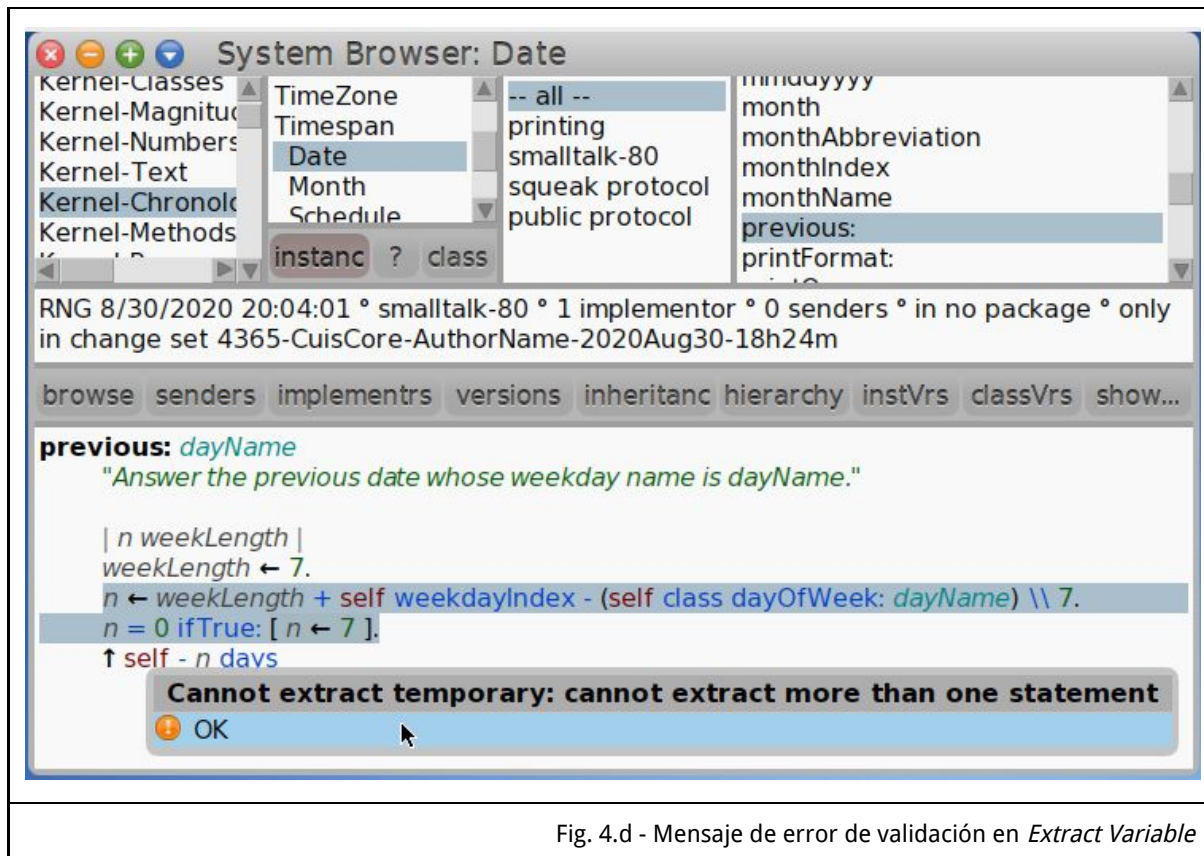 System Browser: Date
Kernel-Classes
Kernel-Magnituc
Kernel-Numbers
Kernel-Text
Kernel-Chronolo
Kernel-Methods
TimeZone
Timespan
Date
Month
Schedule
instanc ? class
-- all --
printing
smalltalk-80
squeak protocol
public protocol
mmddyyyy
month
monthAbbreviation
monthIndex
monthName
previous:
printFormat:
RNG 8/30/2020 20:04:01 ° smalltalk-80 ° 1 implementor ° 0 senders ° in no package ° only
in change set 4365-CuisCore-AuthorName-2020Aug30-18h24m
browse senders implementrs versions inheritanc hierarchy instVrs classVrs show...
previous: dayName
"Answer the previous date whose weekday name is dayName."
| n weekLength |
weekLength ← 7.
n ← weekLength + self weekdayIndex - (self class dayOfWeek: dayName) \\ 7.
n = 0 ifTrue: [ n ← 7 ].
↑ self - n days
Cannot extract temporary: cannot extract more than one statement
OK
Fig. 4.d - Mensaje de error de validación en Extract Variable